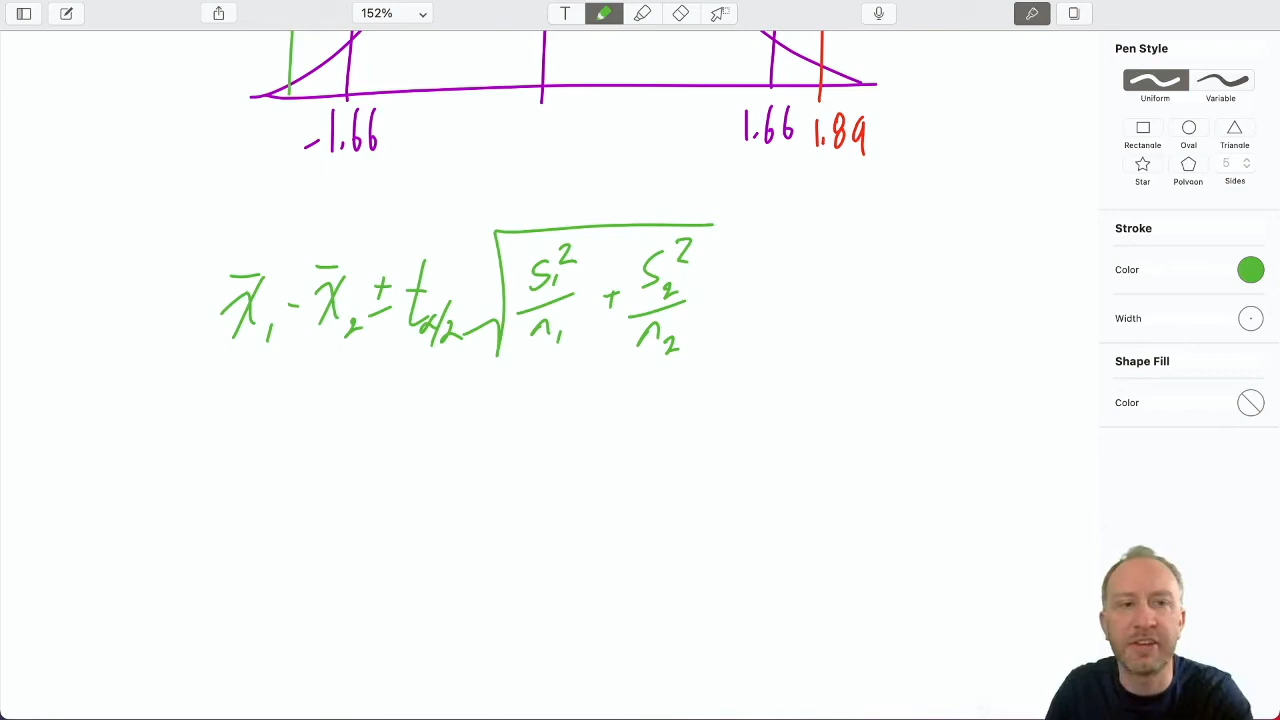 152%
T
Pen Style
Uniform Variable
Rectangle Oval Triangle
5
Star Polygon Sides
Stroke
Color
Width
Shape Fill
Color
-1.66 1.66 1.89
x̄₁ - x̄₂ ± t_α/2 √(s₁²/n₁ + s₂²/n₂)